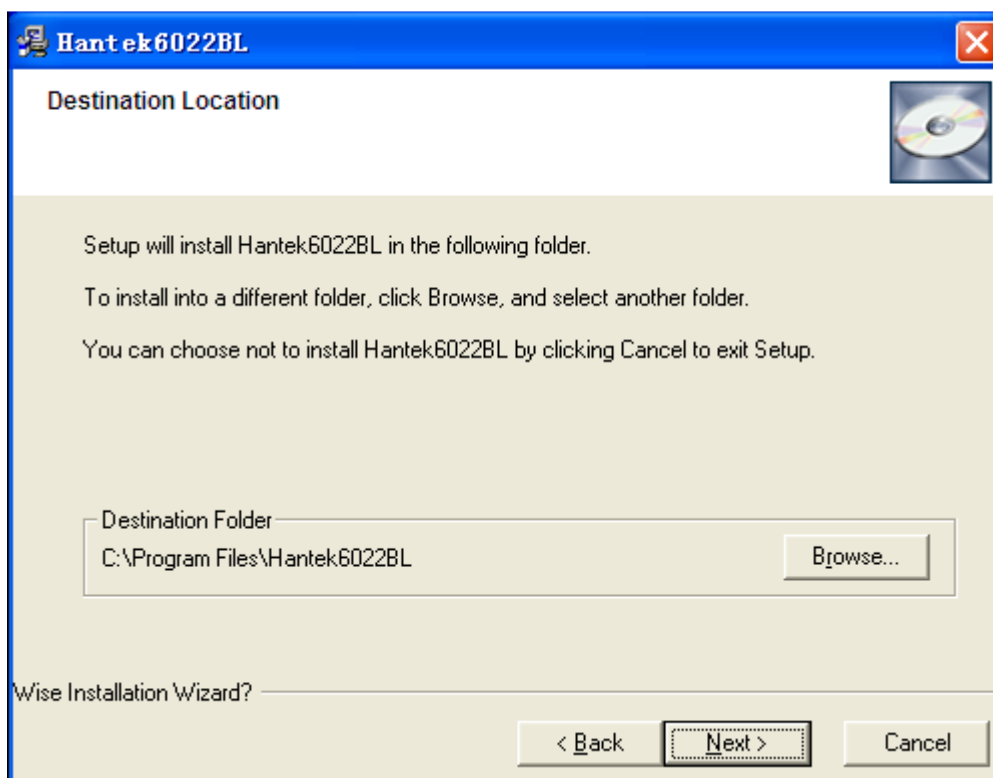 Hantek6022BL
Destination Location
Setup will install Hantek6022BL in the following folder.
To install into a different folder, click Browse, and select another folder.
You can choose not to install Hantek6022BL by clicking Cancel to exit Setup.
Destination Folder
C:\Program Files\Hantek6022BL
Browse...
Wise Installation Wizard?
< Back
Next >
Cancel